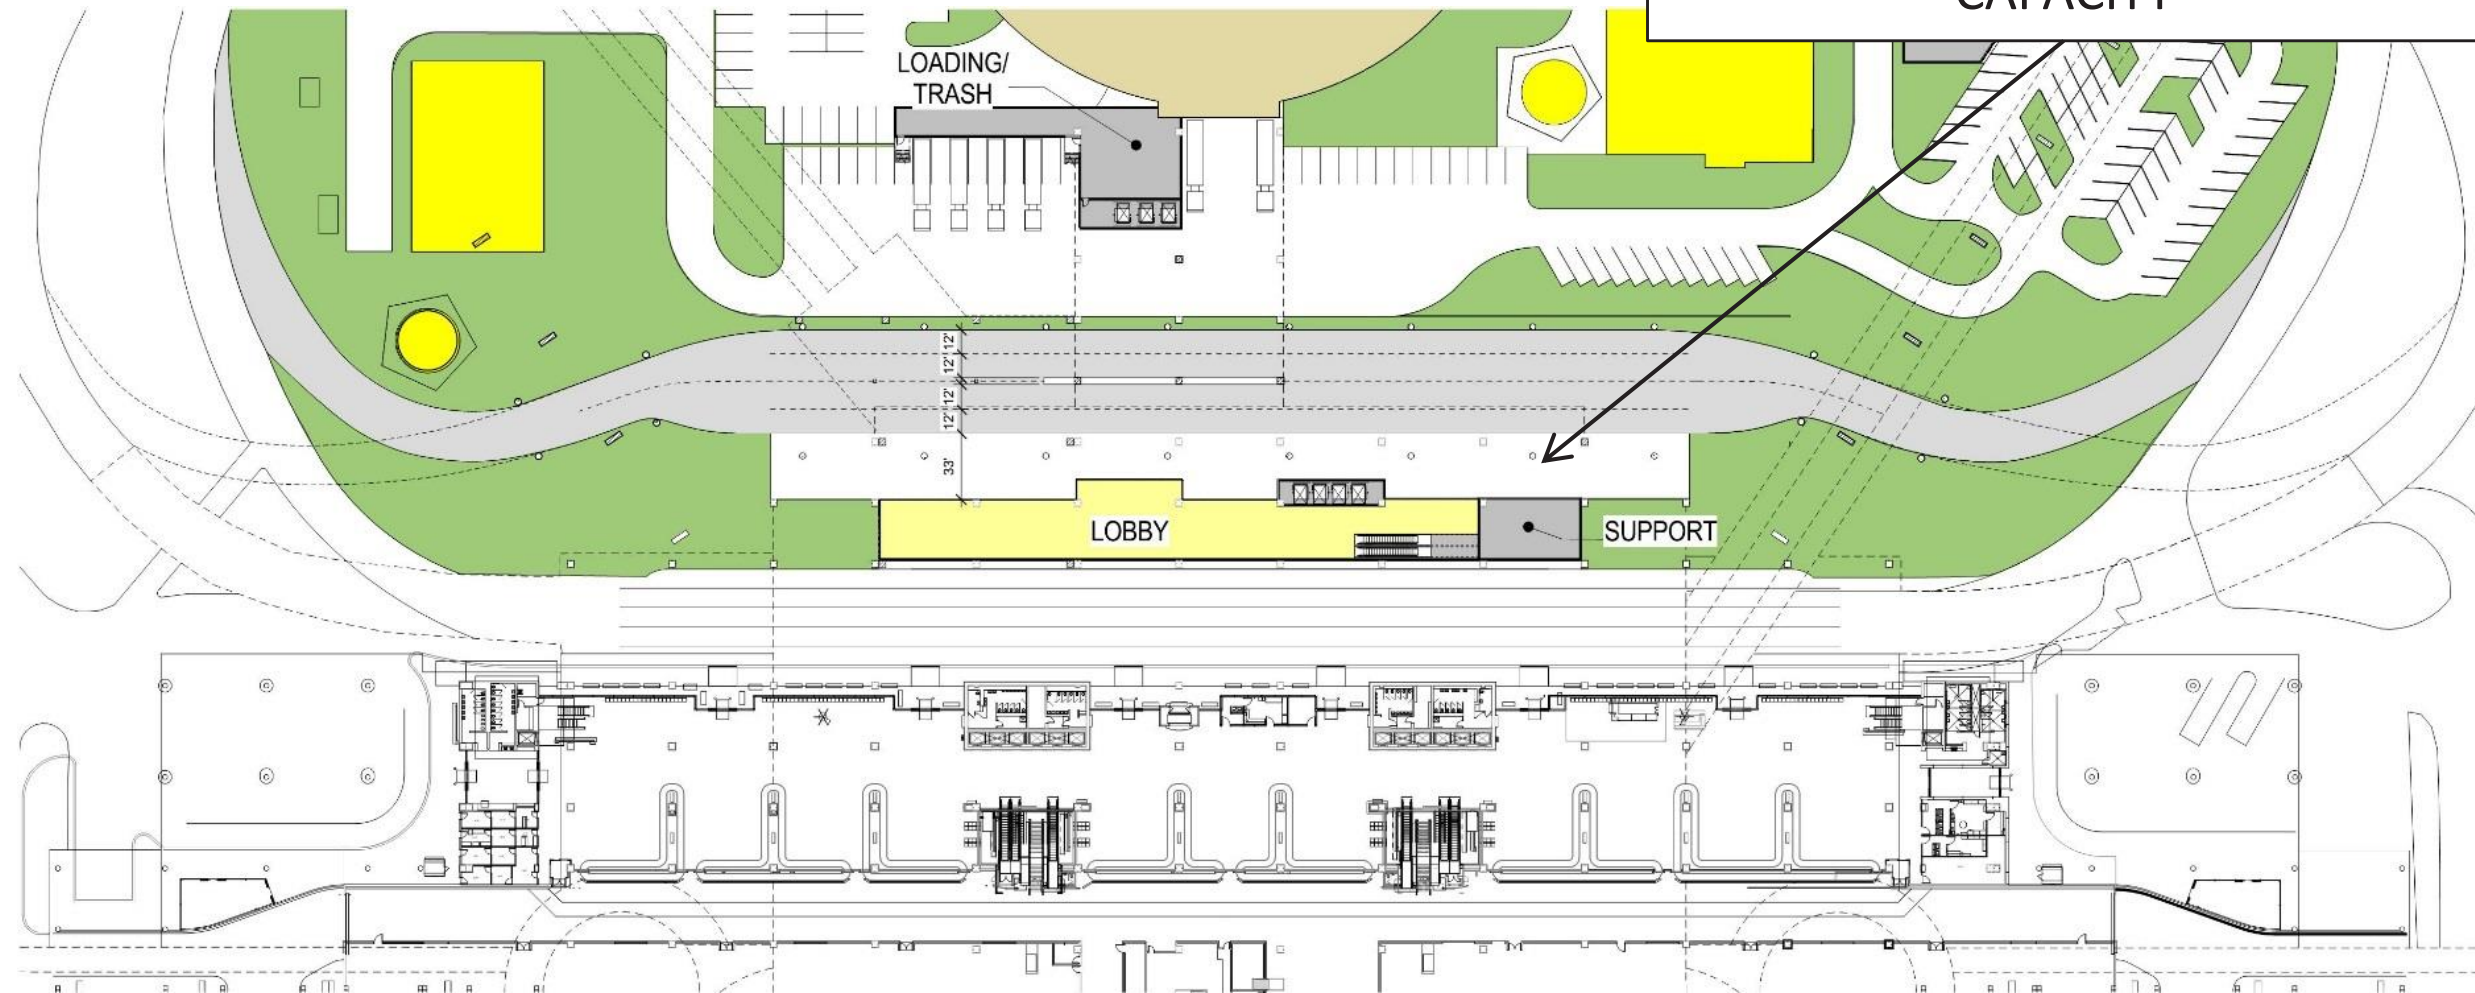 CAPACITY
LOADING/
TRASH
12'
12'
12'
12'
33'
LOBBY
SUPPORT